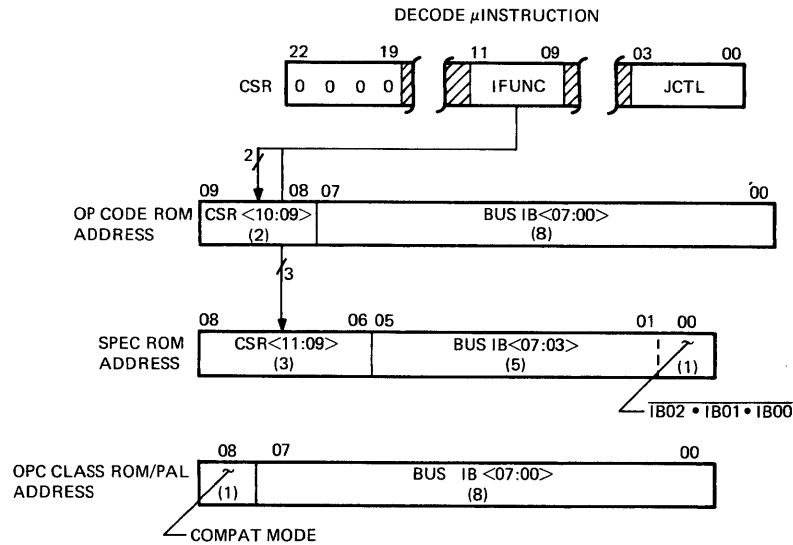 DECODE μINSTRUCTION
22 19 11 09 03 00
CSR 0 0 0 0 IFUNC JCTL
2
09 08 07 00
OP CODE ROM ADDRESS
CSR <10:09>
(2)
BUS IB<07:00>
(8)
3
08 06 05 01 00
SPEC ROM ADDRESS
CSR<11:09>
(3)
BUS IB<07:03>
(5)
(1)
IB02 • IB01 • IB00
08 07 00
OPC CLASS ROM/PAL ADDRESS
(1)
BUS IB <07:00>
(8)
COMPAT MODE